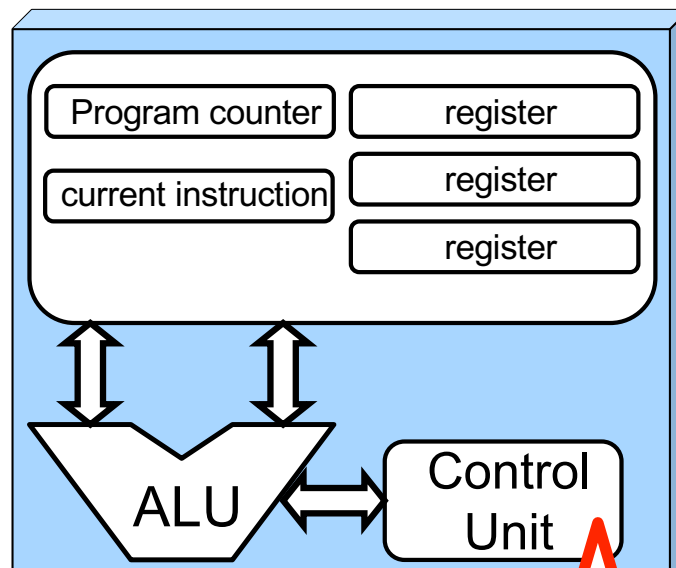 Program counter
register
current instruction
register
register
ALU
Control
Unit